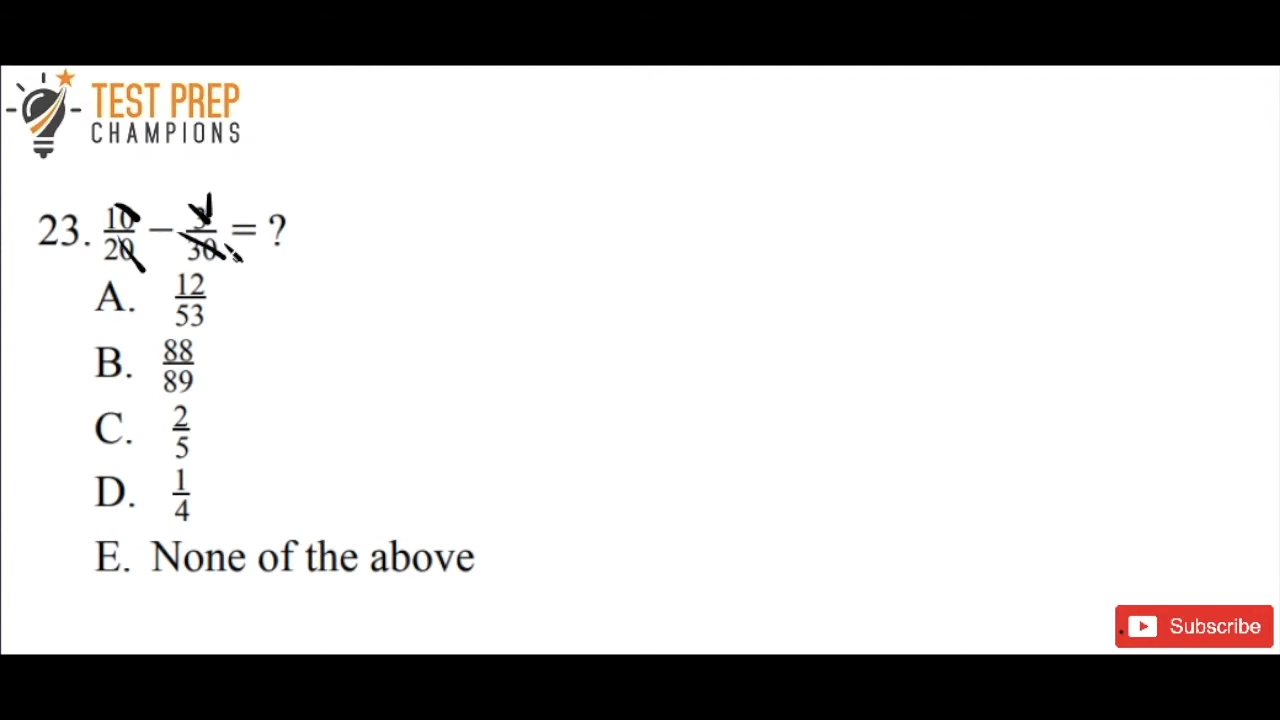 TEST PREP
CHAMPIONS
23. 10/20 − 3/30 = ?
A. 12/53
B. 88/89
C. 2/5
D. 1/4
E. None of the above
Subscribe